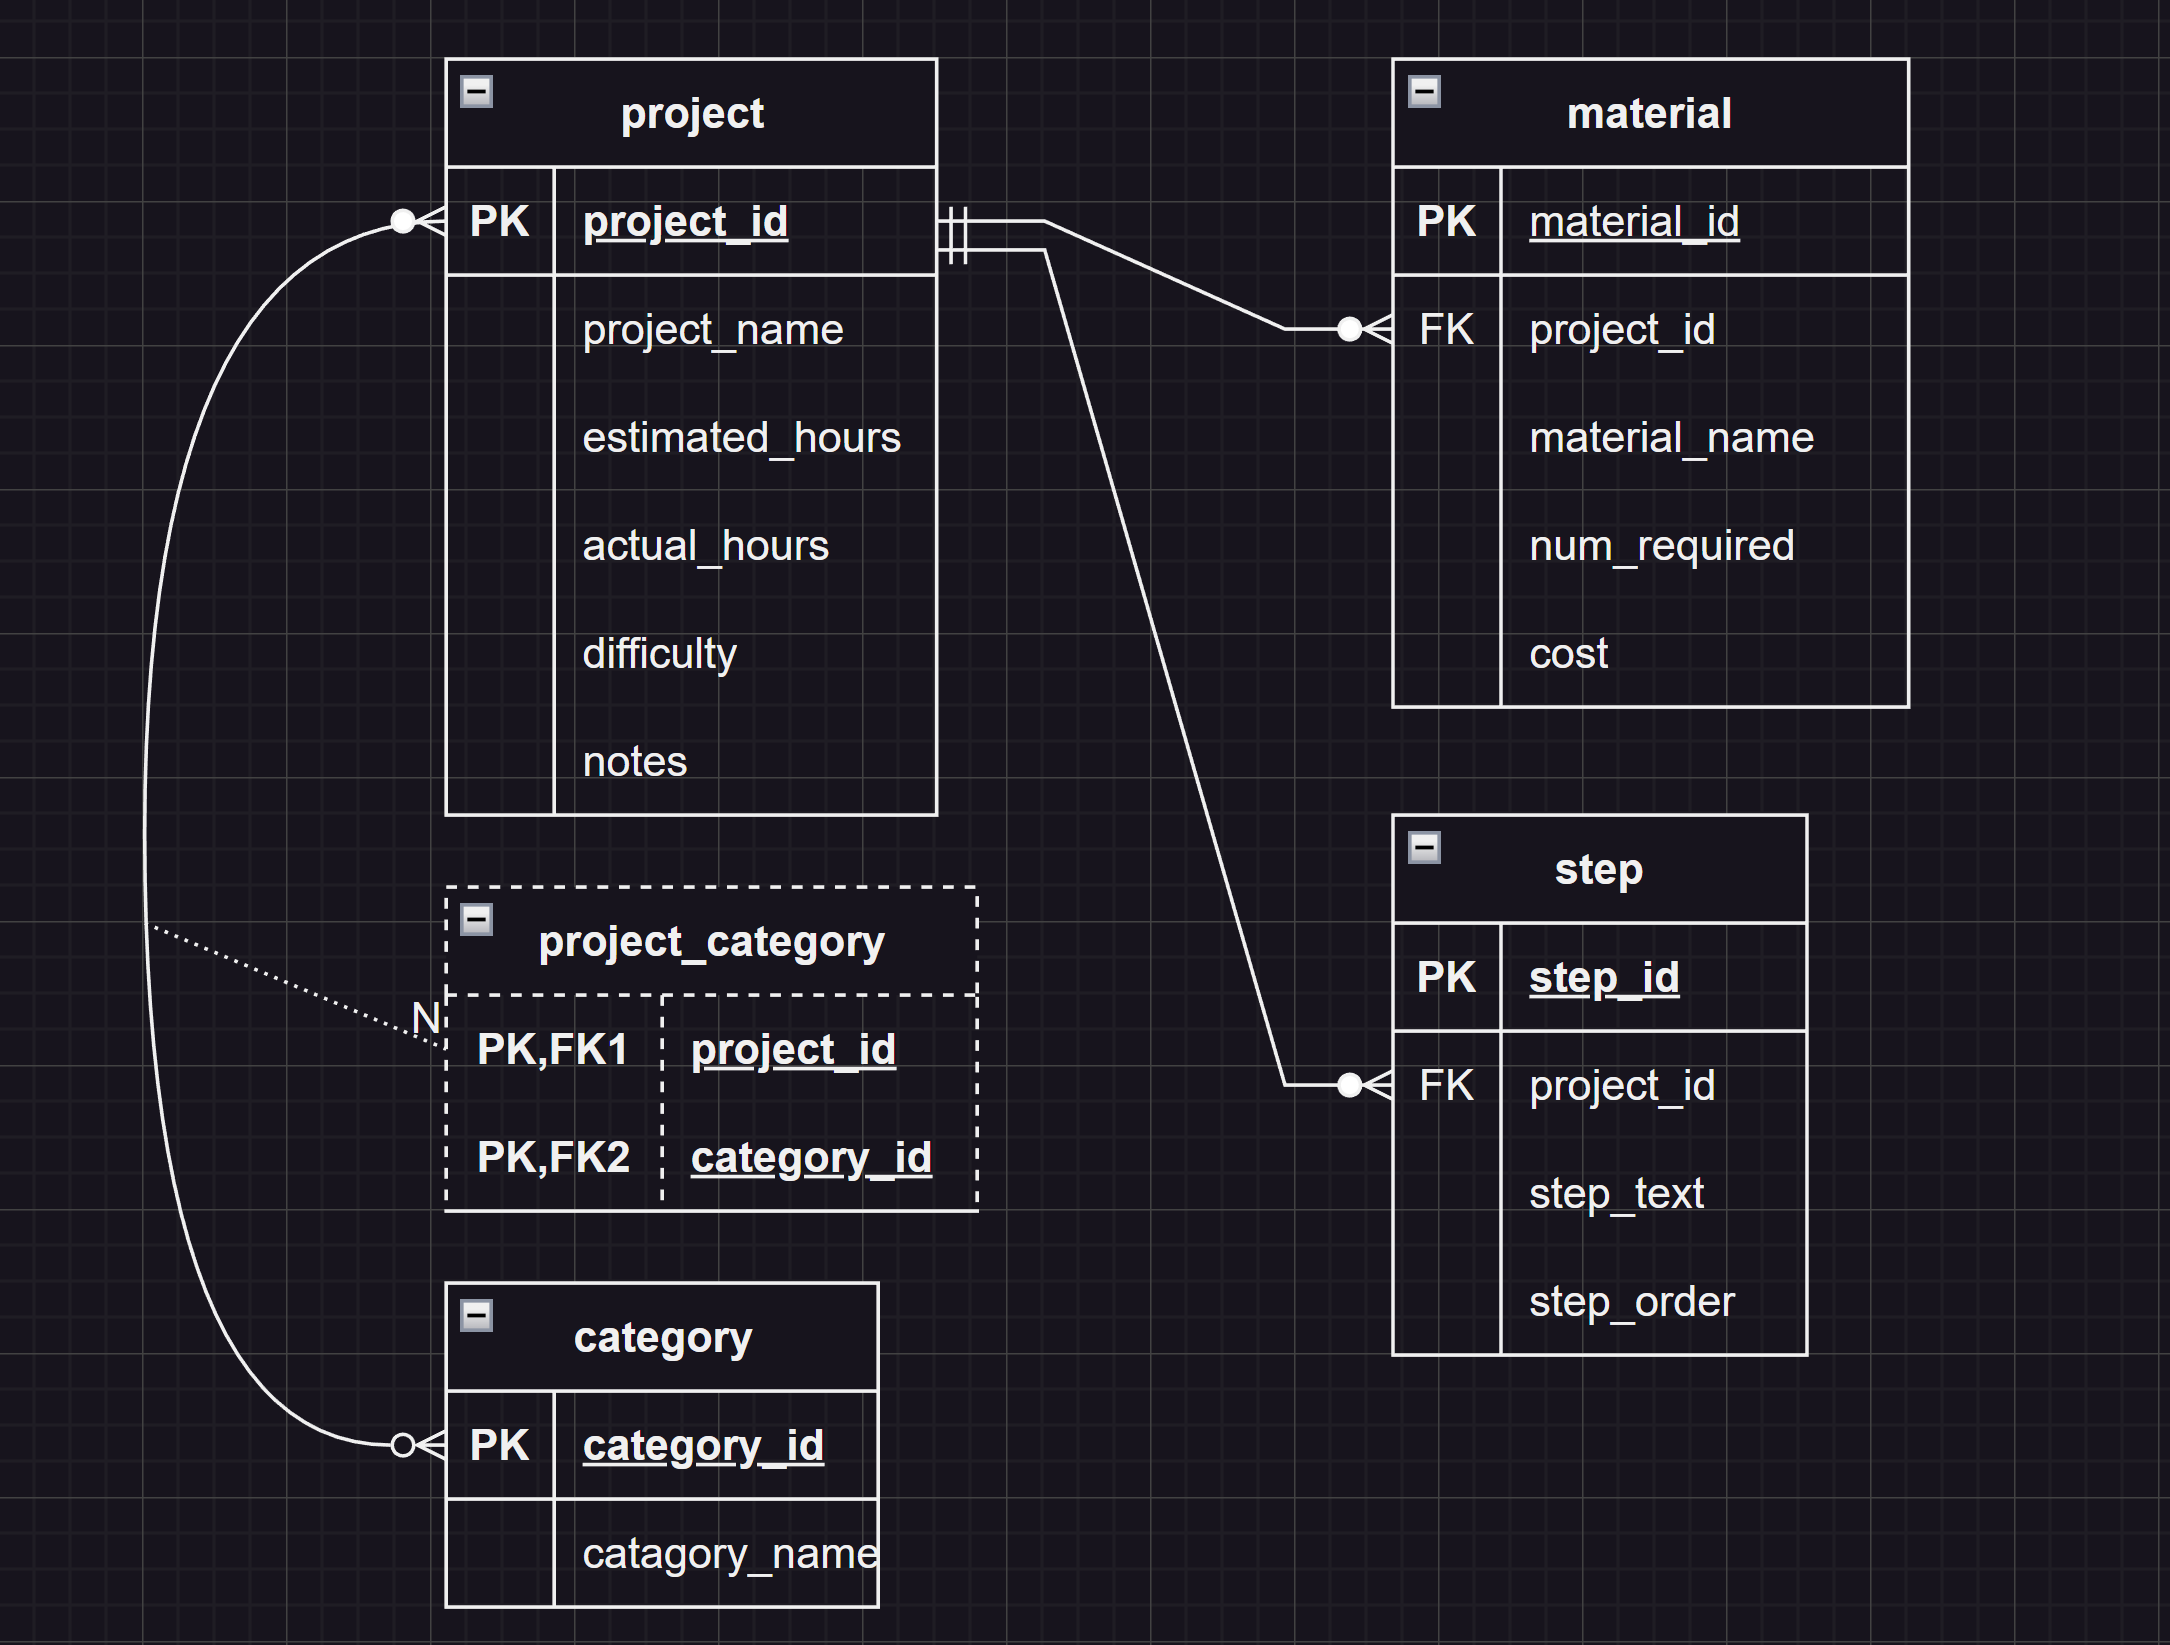 project
PK project_id
project_name
estimated_hours
actual_hours
difficulty
notes
material
PK material_id
FK project_id
material_name
num_required
cost
project_category
N
PK,FK1 project_id
PK,FK2 category_id
step
PK step_id
FK project_id
step_text
step_order
category
PK category_id
catagory_name